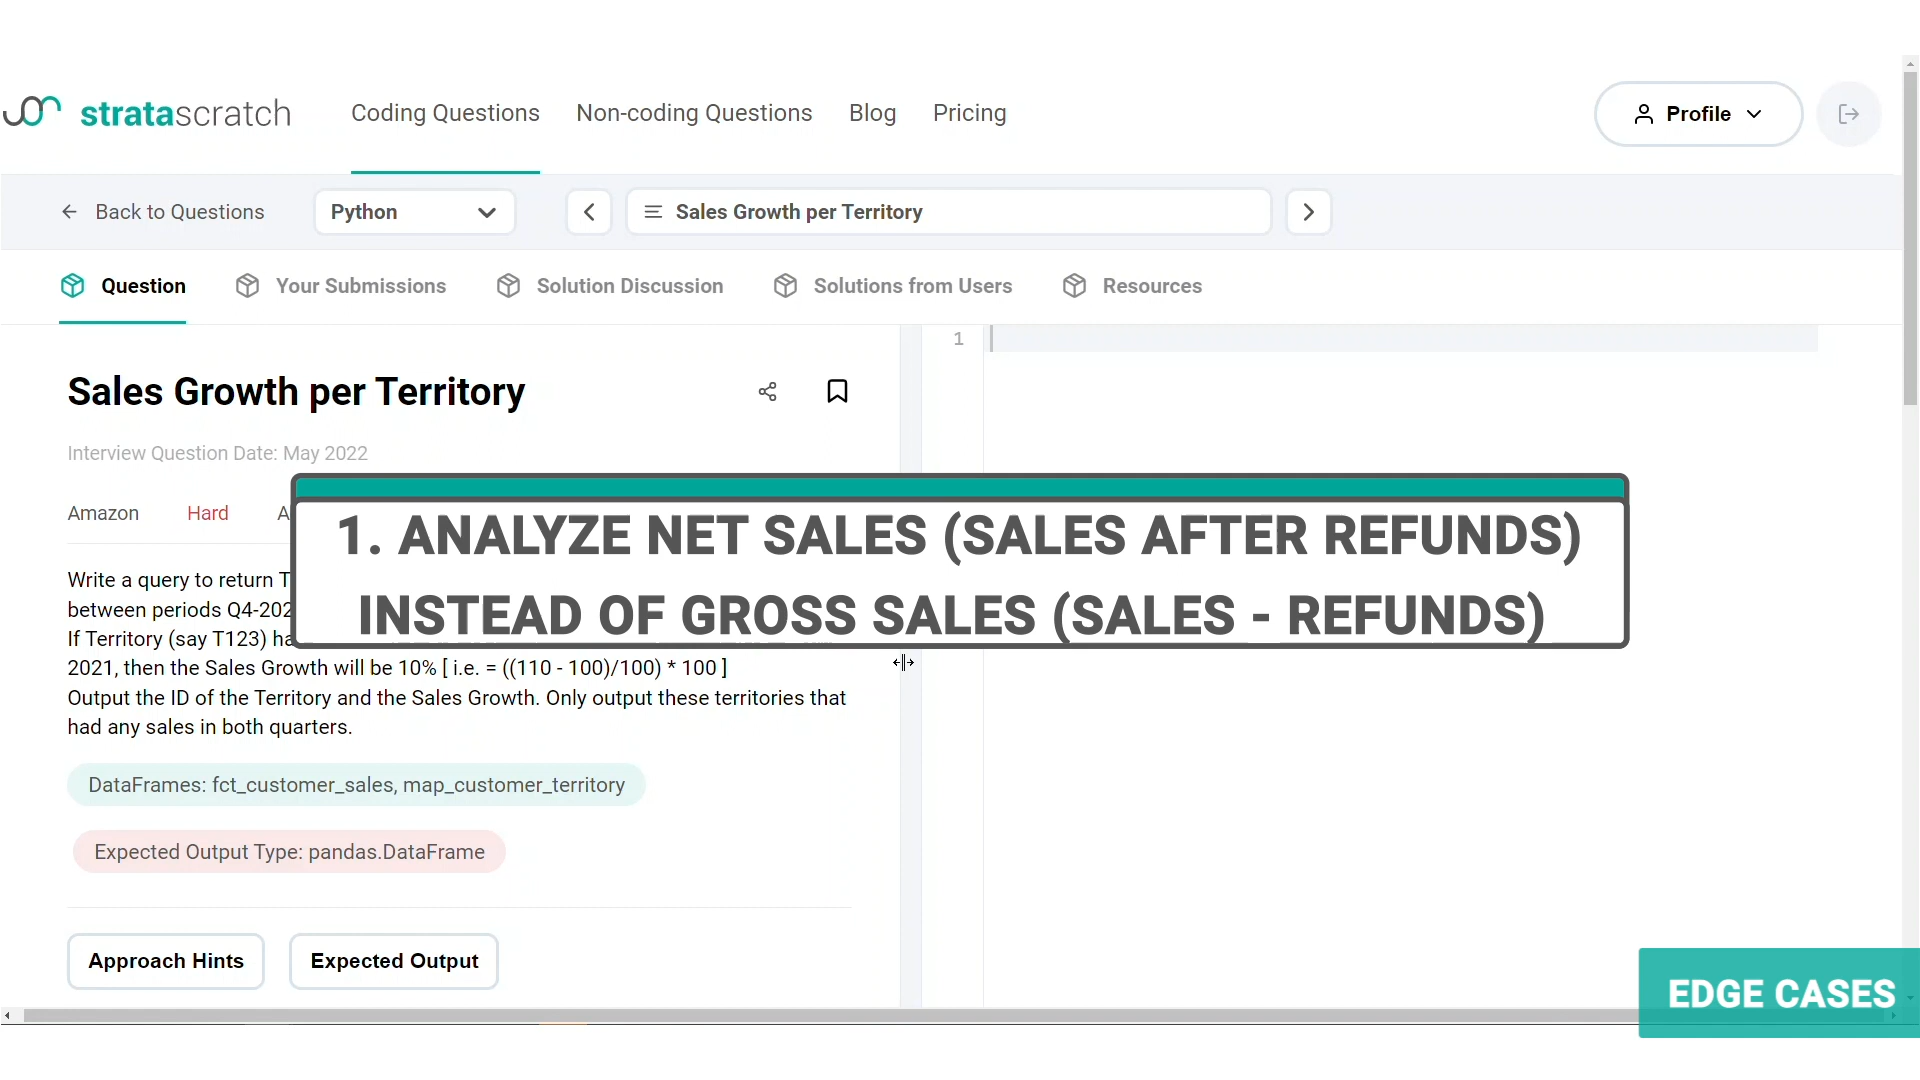 stratascratch
Coding Questions
Non-coding Questions
Blog
Pricing
Profile
Back to Questions
Python
Sales Growth per Territory
Question
Your Submissions
Solution Discussion
Solutions from Users
Resources
1
Sales Growth per Territory
Interview Question Date: May 2022
Amazon
Hard
1. ANALYZE NET SALES (SALES AFTER REFUNDS)
INSTEAD OF GROSS SALES (SALES - REFUNDS)
Write a query to return T
between periods Q4-202
If Territory (say T123) ha
2021, then the Sales Growth will be 10% [ i.e. = ((110 - 100)/100) * 100 ]
Output the ID of the Territory and the Sales Growth. Only output these territories that
had any sales in both quarters.
DataFrames: fct_customer_sales, map_customer_territory
Expected Output Type: pandas.DataFrame
Approach Hints
Expected Output
EDGE CASES